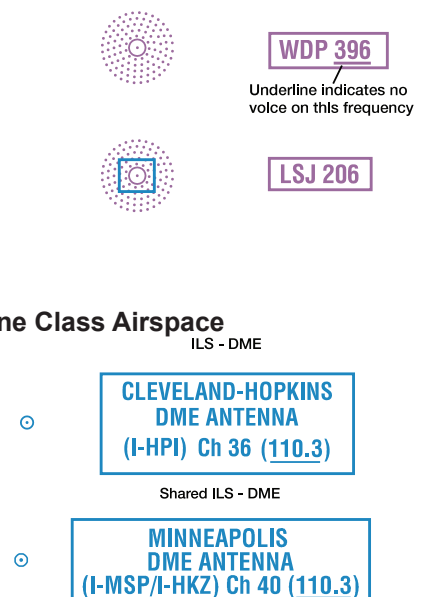 WDP 396
Underline indicates no
voice on this frequency
LSJ 206
ne Class Airspace
ILS - DME
CLEVELAND-HOPKINS
DME ANTENNA
(I-HPI) Ch 36 (110.3)
Shared ILS - DME
MINNEAPOLIS
DME ANTENNA
(I-MSP/I-HKZ) Ch 40 (110.3)